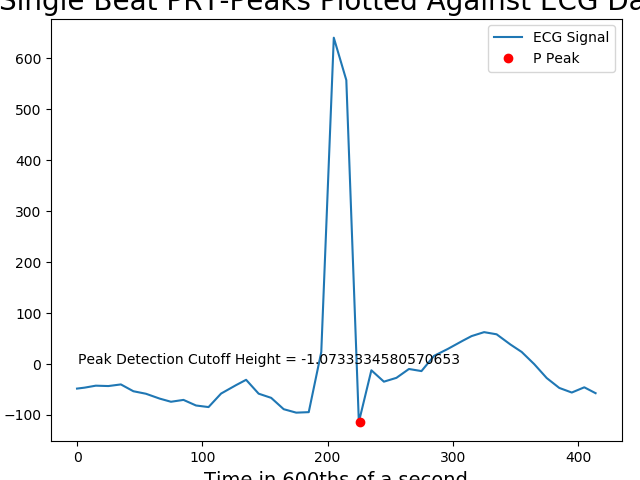 Single Beat PRT-Peaks Plotted Against ECG Da
ECG Signal
P Peak
600
500
400
300
200
100
0
−100
Peak Detection Cutoff Height = -1.0733334580570653
0 100 200 300 400
Time in 600ths of a second